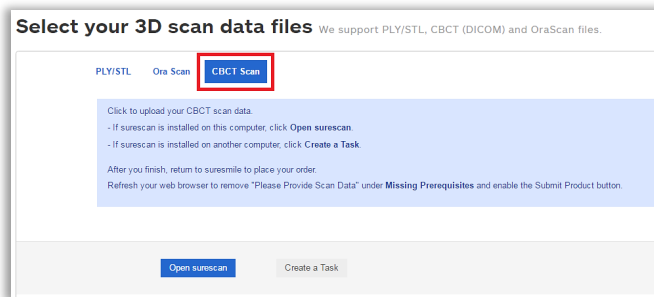 Select your 3D scan data files We support PLY/STL, CBCT (DICOM) and OraScan files.
PLY/STL Ora Scan CBCT Scan
Click to upload your CBCT scan data.
- If surescan is installed on this computer, click Open surescan.
- If surescan is installed on another computer, click Create a Task.
After you finish, return to suresmile to place your order.
Refresh your web browser to remove "Please Provide Scan Data" under Missing Prerequisites and enable the Submit Product button.
Open surescan Create a Task